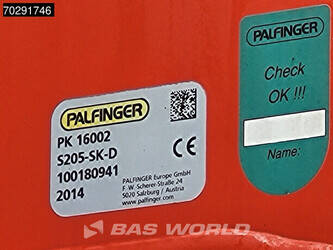 70291746
PALFINGER
PK 16002
S205-SK-D
100180941
2014
CE
PALFINGER Europe GmbH
F.-W.-Scherer-Straße 24
5020 Salzburg / Austria
www.palfinger.com
PALFINGER
Check
OK !!!
Name:
BAS WORLD